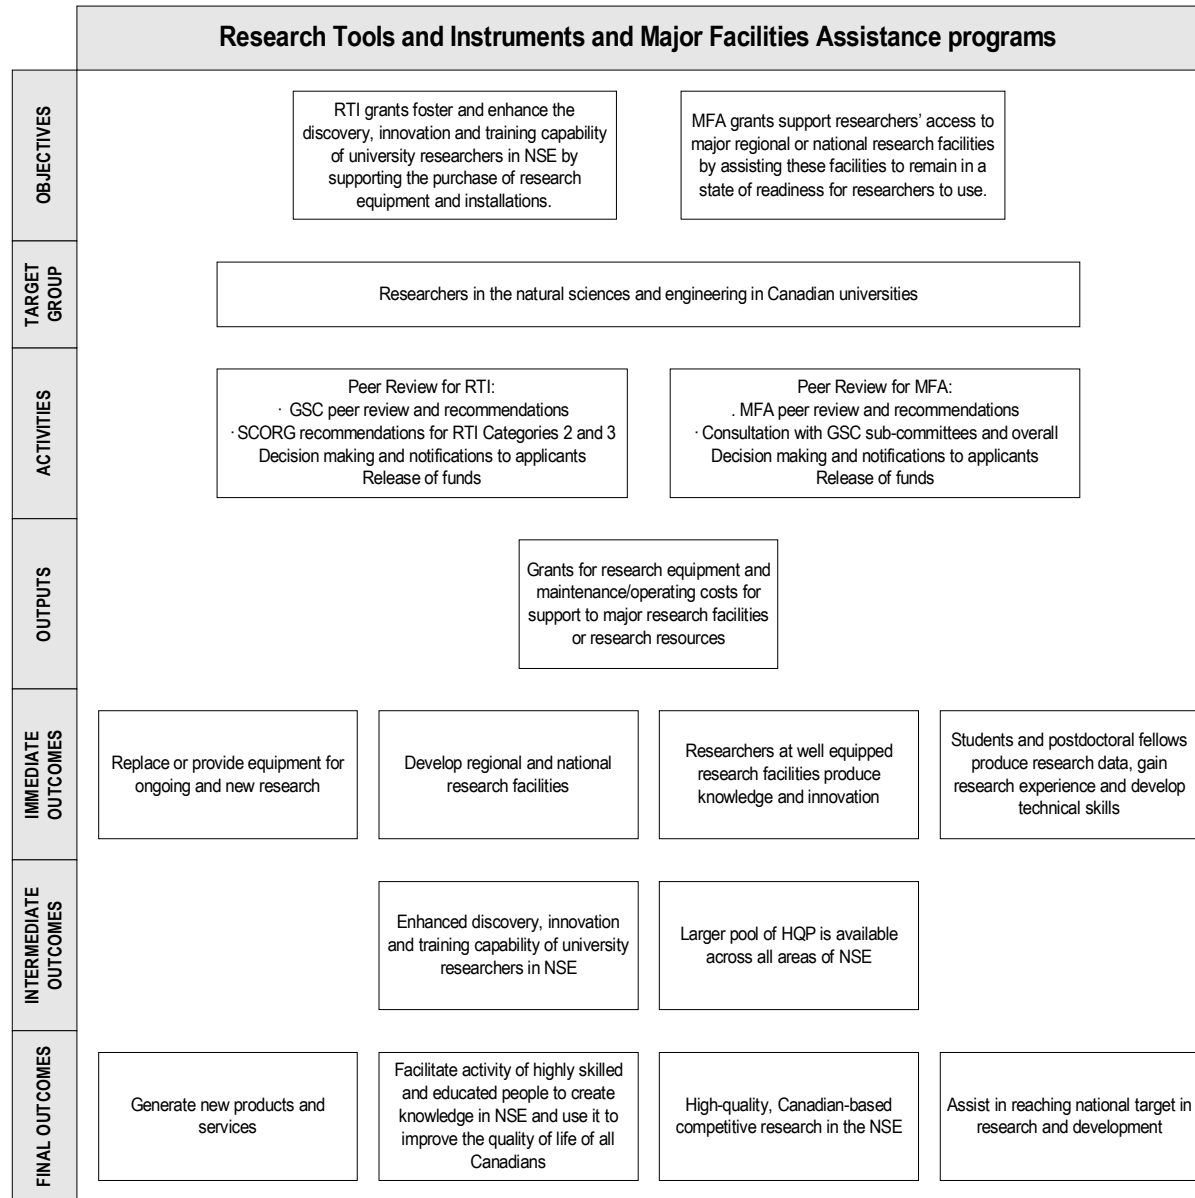 Research Tools and Instruments and Major Facilities Assistance programs
OBJECTIVES
RTI grants foster and enhance the
discovery, innovation and training capability
of university researchers in NSE by
supporting the purchase of research
equipment and installations.
MFA grants support researchers' access to
major regional or national research facilities
by assisting these facilities to remain in a
state of readiness for researchers to use.
TARGET
GROUP
Researchers in the natural sciences and engineering in Canadian universities
ACTIVITIES
Peer Review for RTI:
· GSC peer review and recommendations
· SCORG recommendations for RTI Categories 2 and 3
Decision making and notifications to applicants
Release of funds
Peer Review for MFA:
. MFA peer review and recommendations
· Consultation with GSC sub-committees and overall
Decision making and notifications to applicants
Release of funds
OUTPUTS
Grants for research equipment and
maintenance/operating costs for
support to major research facilities
or research resources
IMMEDIATE
OUTCOMES
Replace or provide equipment for
ongoing and new research
Develop regional and national
research facilities
Researchers at well equipped
research facilities produce
knowledge and innovation
Students and postdoctoral fellows
produce research data, gain
research experience and develop
technical skills
INTERMEDIATE
OUTCOMES
Enhanced discovery, innovation
and training capability of university
researchers in NSE
Larger pool of HQP is available
across all areas of NSE
FINAL OUTCOMES
Generate new products and
services
Facilitate activity of highly skilled
and educated people to create
knowledge in NSE and use it to
improve the quality of life of all
Canadians
High-quality, Canadian-based
competitive research in the NSE
Assist in reaching national target in
research and development